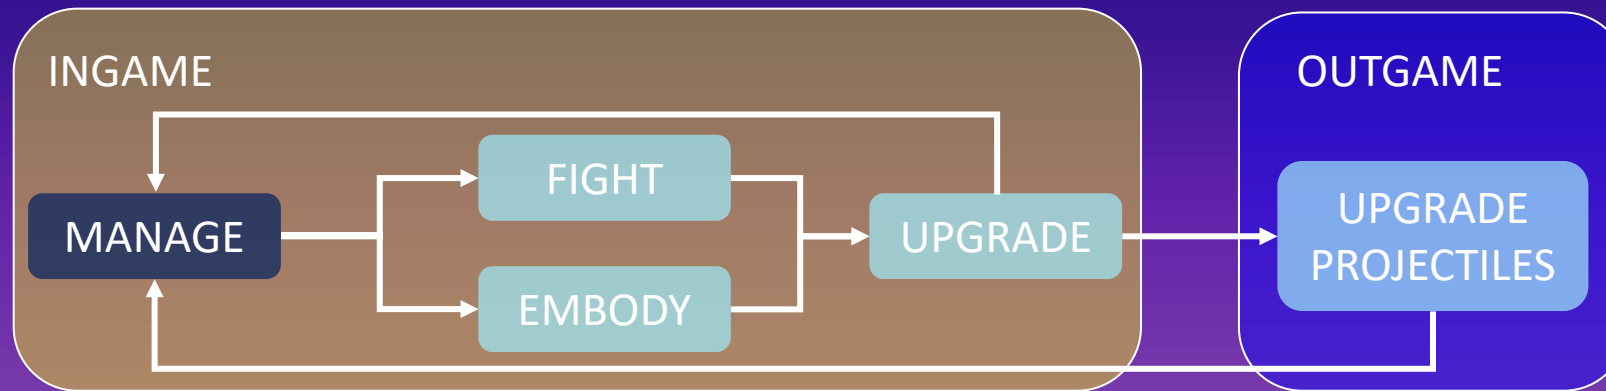 INGAME
OUTGAME
FIGHT
MANAGE
UPGRADE
EMBODY
UPGRADE
PROJECTILES